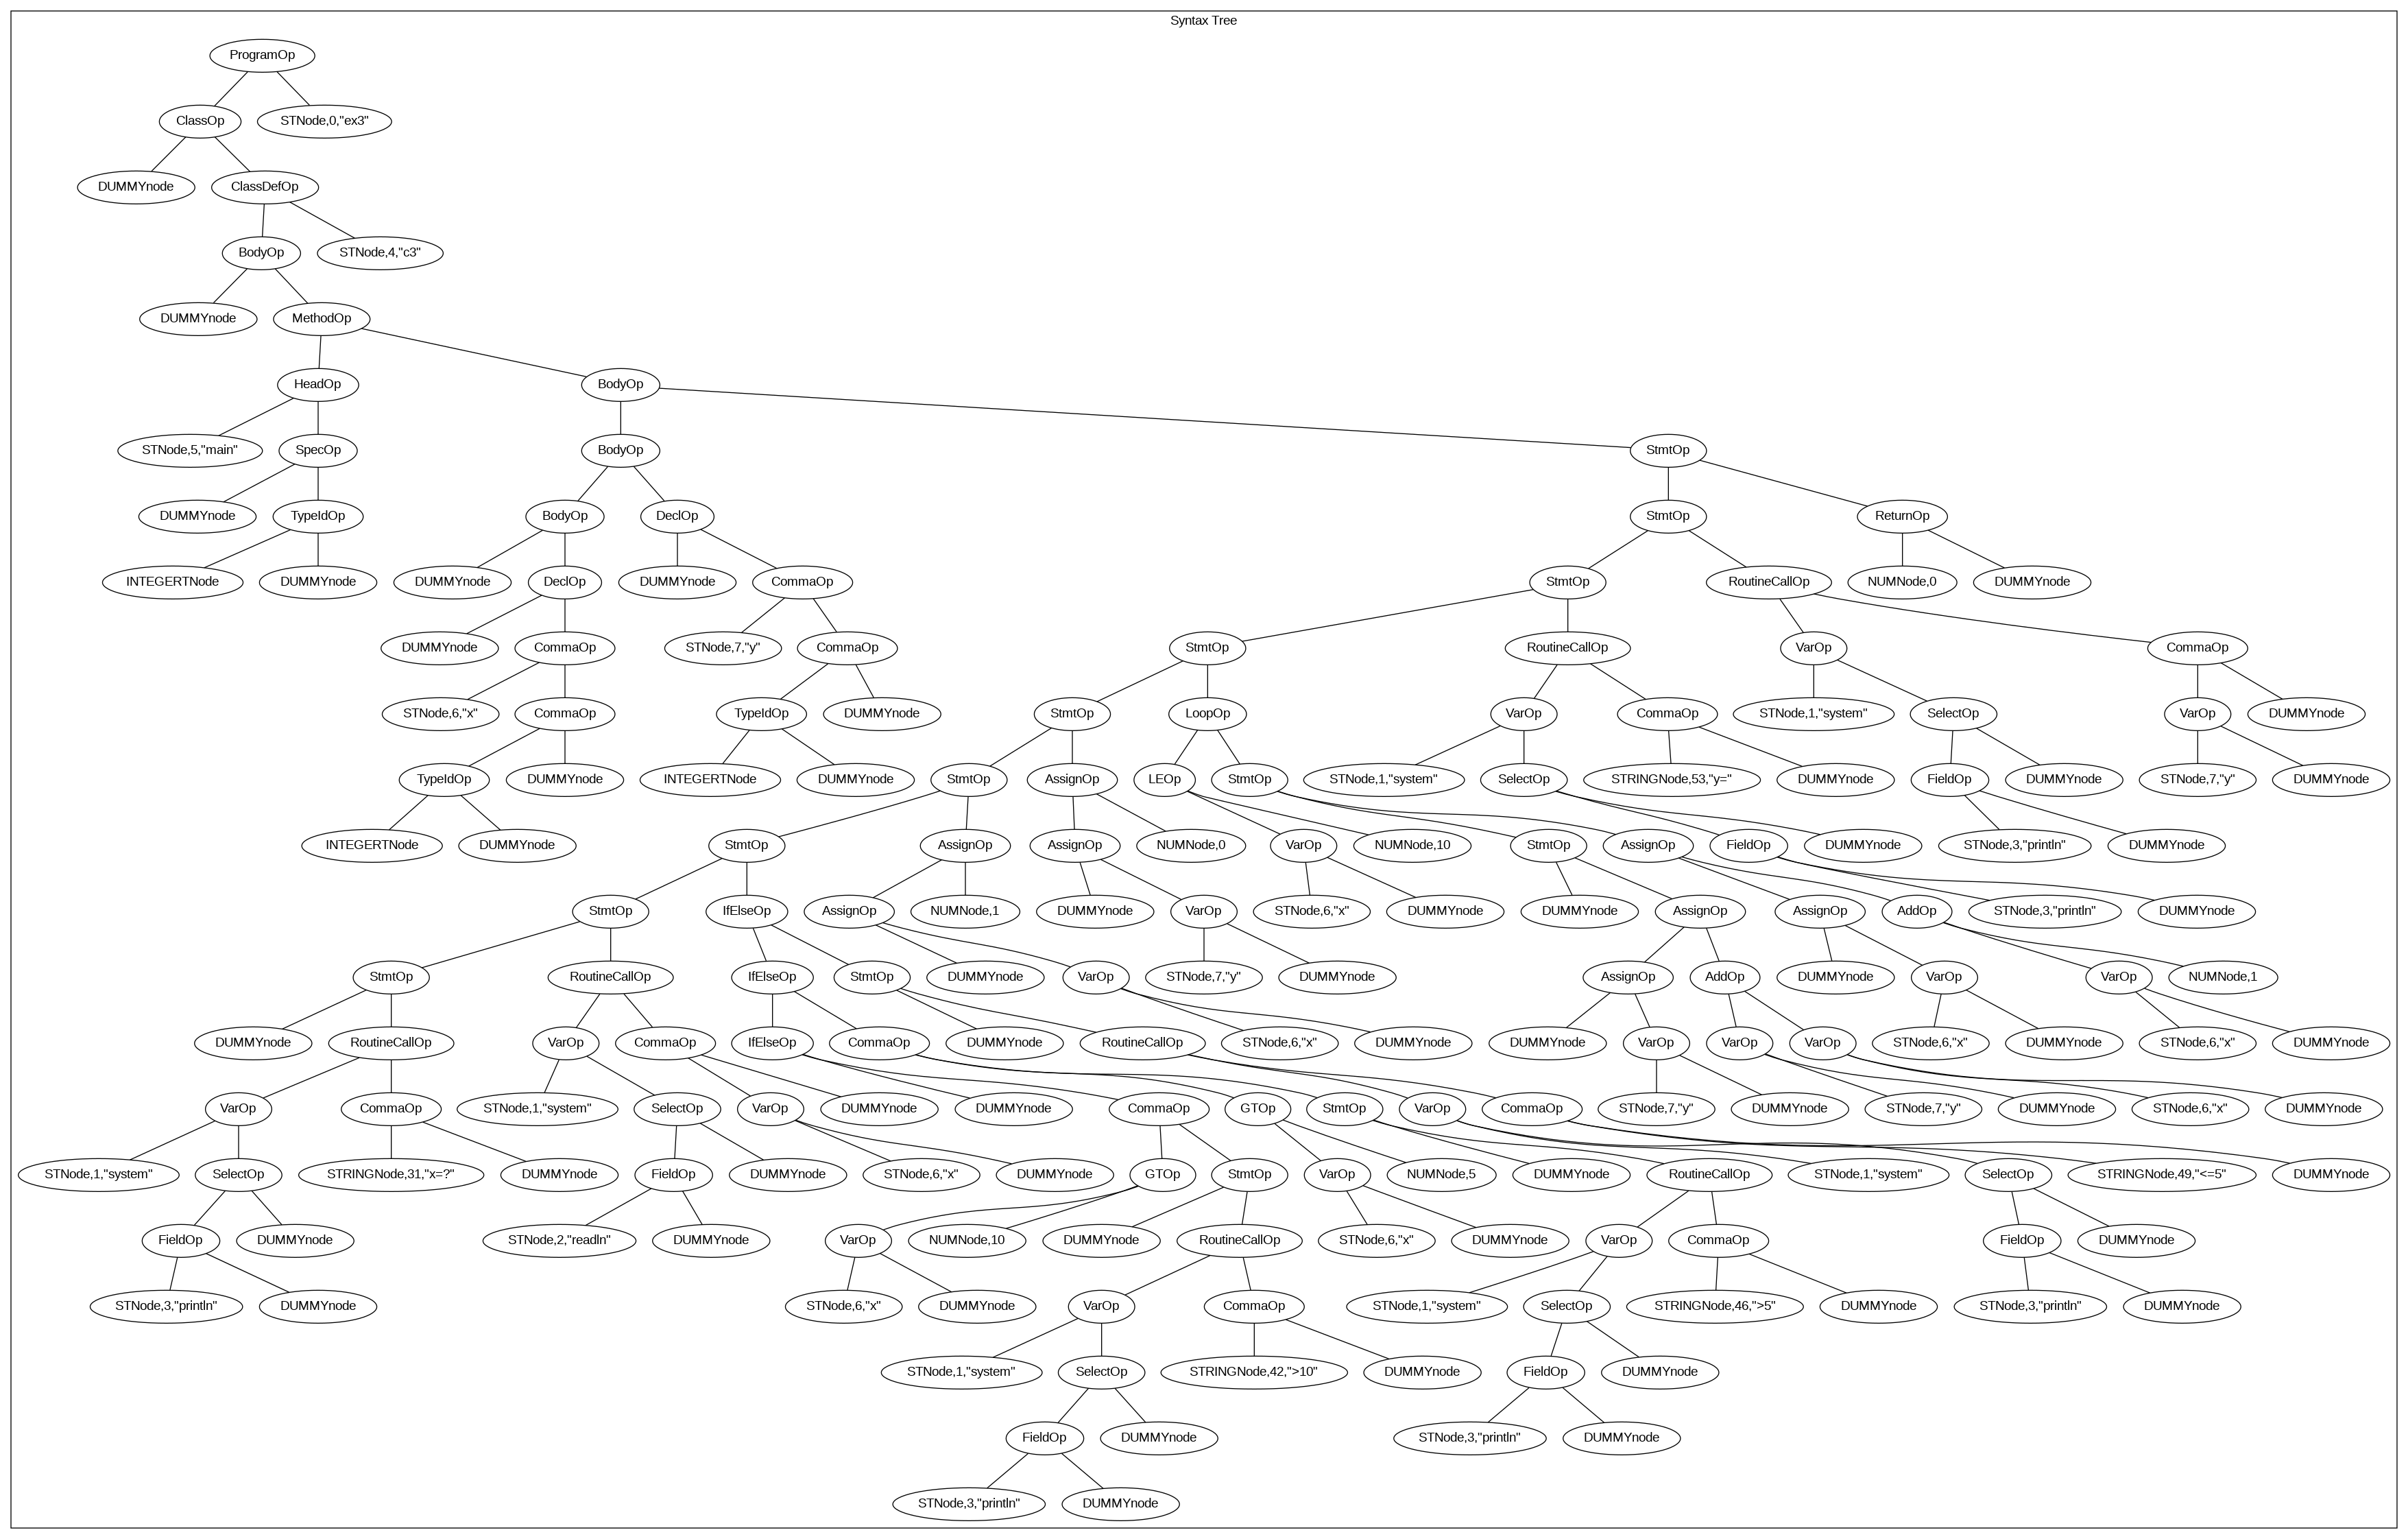 Syntax Tree
ProgramOp
ClassOp STNode,0,"ex3"
DUMMYnode ClassDefOp
BodyOp STNode,4,"c3"
DUMMYnode MethodOp
HeadOp BodyOp
STNode,5,"main" SpecOp BodyOp StmtOp
DUMMYnode TypeIdOp BodyOp DeclOp StmtOp ReturnOp
INTEGERTNode DUMMYnode DUMMYnode DeclOp DUMMYnode CommaOp StmtOp RoutineCallOp NUMNode,0 DUMMYnode
DUMMYnode CommaOp STNode,7,"y" CommaOp StmtOp RoutineCallOp VarOp CommaOp
STNode,6,"x" CommaOp TypeIdOp DUMMYnode StmtOp LoopOp VarOp CommaOp STNode,1,"system" SelectOp VarOp DUMMYnode
TypeIdOp DUMMYnode INTEGERTNode DUMMYnode StmtOp AssignOp LEOp StmtOp STNode,1,"system" SelectOp STRINGNode,53,"y=" DUMMYnode FieldOp DUMMYnode STNode,7,"y" DUMMYnode
INTEGERTNode DUMMYnode StmtOp AssignOp AssignOp NUMNode,0 VarOp NUMNode,10 StmtOp AssignOp FieldOp DUMMYnode STNode,3,"println" DUMMYnode
StmtOp IfElseOp AssignOp NUMNode,1 DUMMYnode VarOp STNode,6,"x" DUMMYnode DUMMYnode AssignOp AssignOp AddOp STNode,3,"println" DUMMYnode
StmtOp RoutineCallOp IfElseOp StmtOp DUMMYnode VarOp STNode,7,"y" DUMMYnode AssignOp AddOp DUMMYnode VarOp VarOp NUMNode,1
DUMMYnode RoutineCallOp VarOp CommaOp IfElseOp CommaOp DUMMYnode RoutineCallOp STNode,6,"x" DUMMYnode DUMMYnode VarOp VarOp VarOp STNode,6,"x" DUMMYnode STNode,6,"x" DUMMYnode
VarOp CommaOp STNode,1,"system" SelectOp VarOp DUMMYnode DUMMYnode CommaOp GTOp StmtOp VarOp CommaOp STNode,7,"y" DUMMYnode STNode,7,"y" DUMMYnode STNode,6,"x" DUMMYnode
STNode,1,"system" SelectOp STRINGNode,31,"x=?" DUMMYnode FieldOp DUMMYnode STNode,6,"x" DUMMYnode GTOp StmtOp VarOp NUMNode,5 DUMMYnode RoutineCallOp STNode,1,"system" SelectOp STRINGNode,49,"<=5" DUMMYnode
FieldOp DUMMYnode STNode,2,"readln" DUMMYnode VarOp NUMNode,10 DUMMYnode RoutineCallOp STNode,6,"x" DUMMYnode VarOp CommaOp FieldOp DUMMYnode
STNode,3,"println" DUMMYnode STNode,6,"x" DUMMYnode VarOp CommaOp STNode,1,"system" SelectOp STRINGNode,46,">5" DUMMYnode STNode,3,"println" DUMMYnode
STNode,1,"system" SelectOp STRINGNode,42,">10" DUMMYnode FieldOp DUMMYnode
FieldOp DUMMYnode STNode,3,"println" DUMMYnode
STNode,3,"println" DUMMYnode